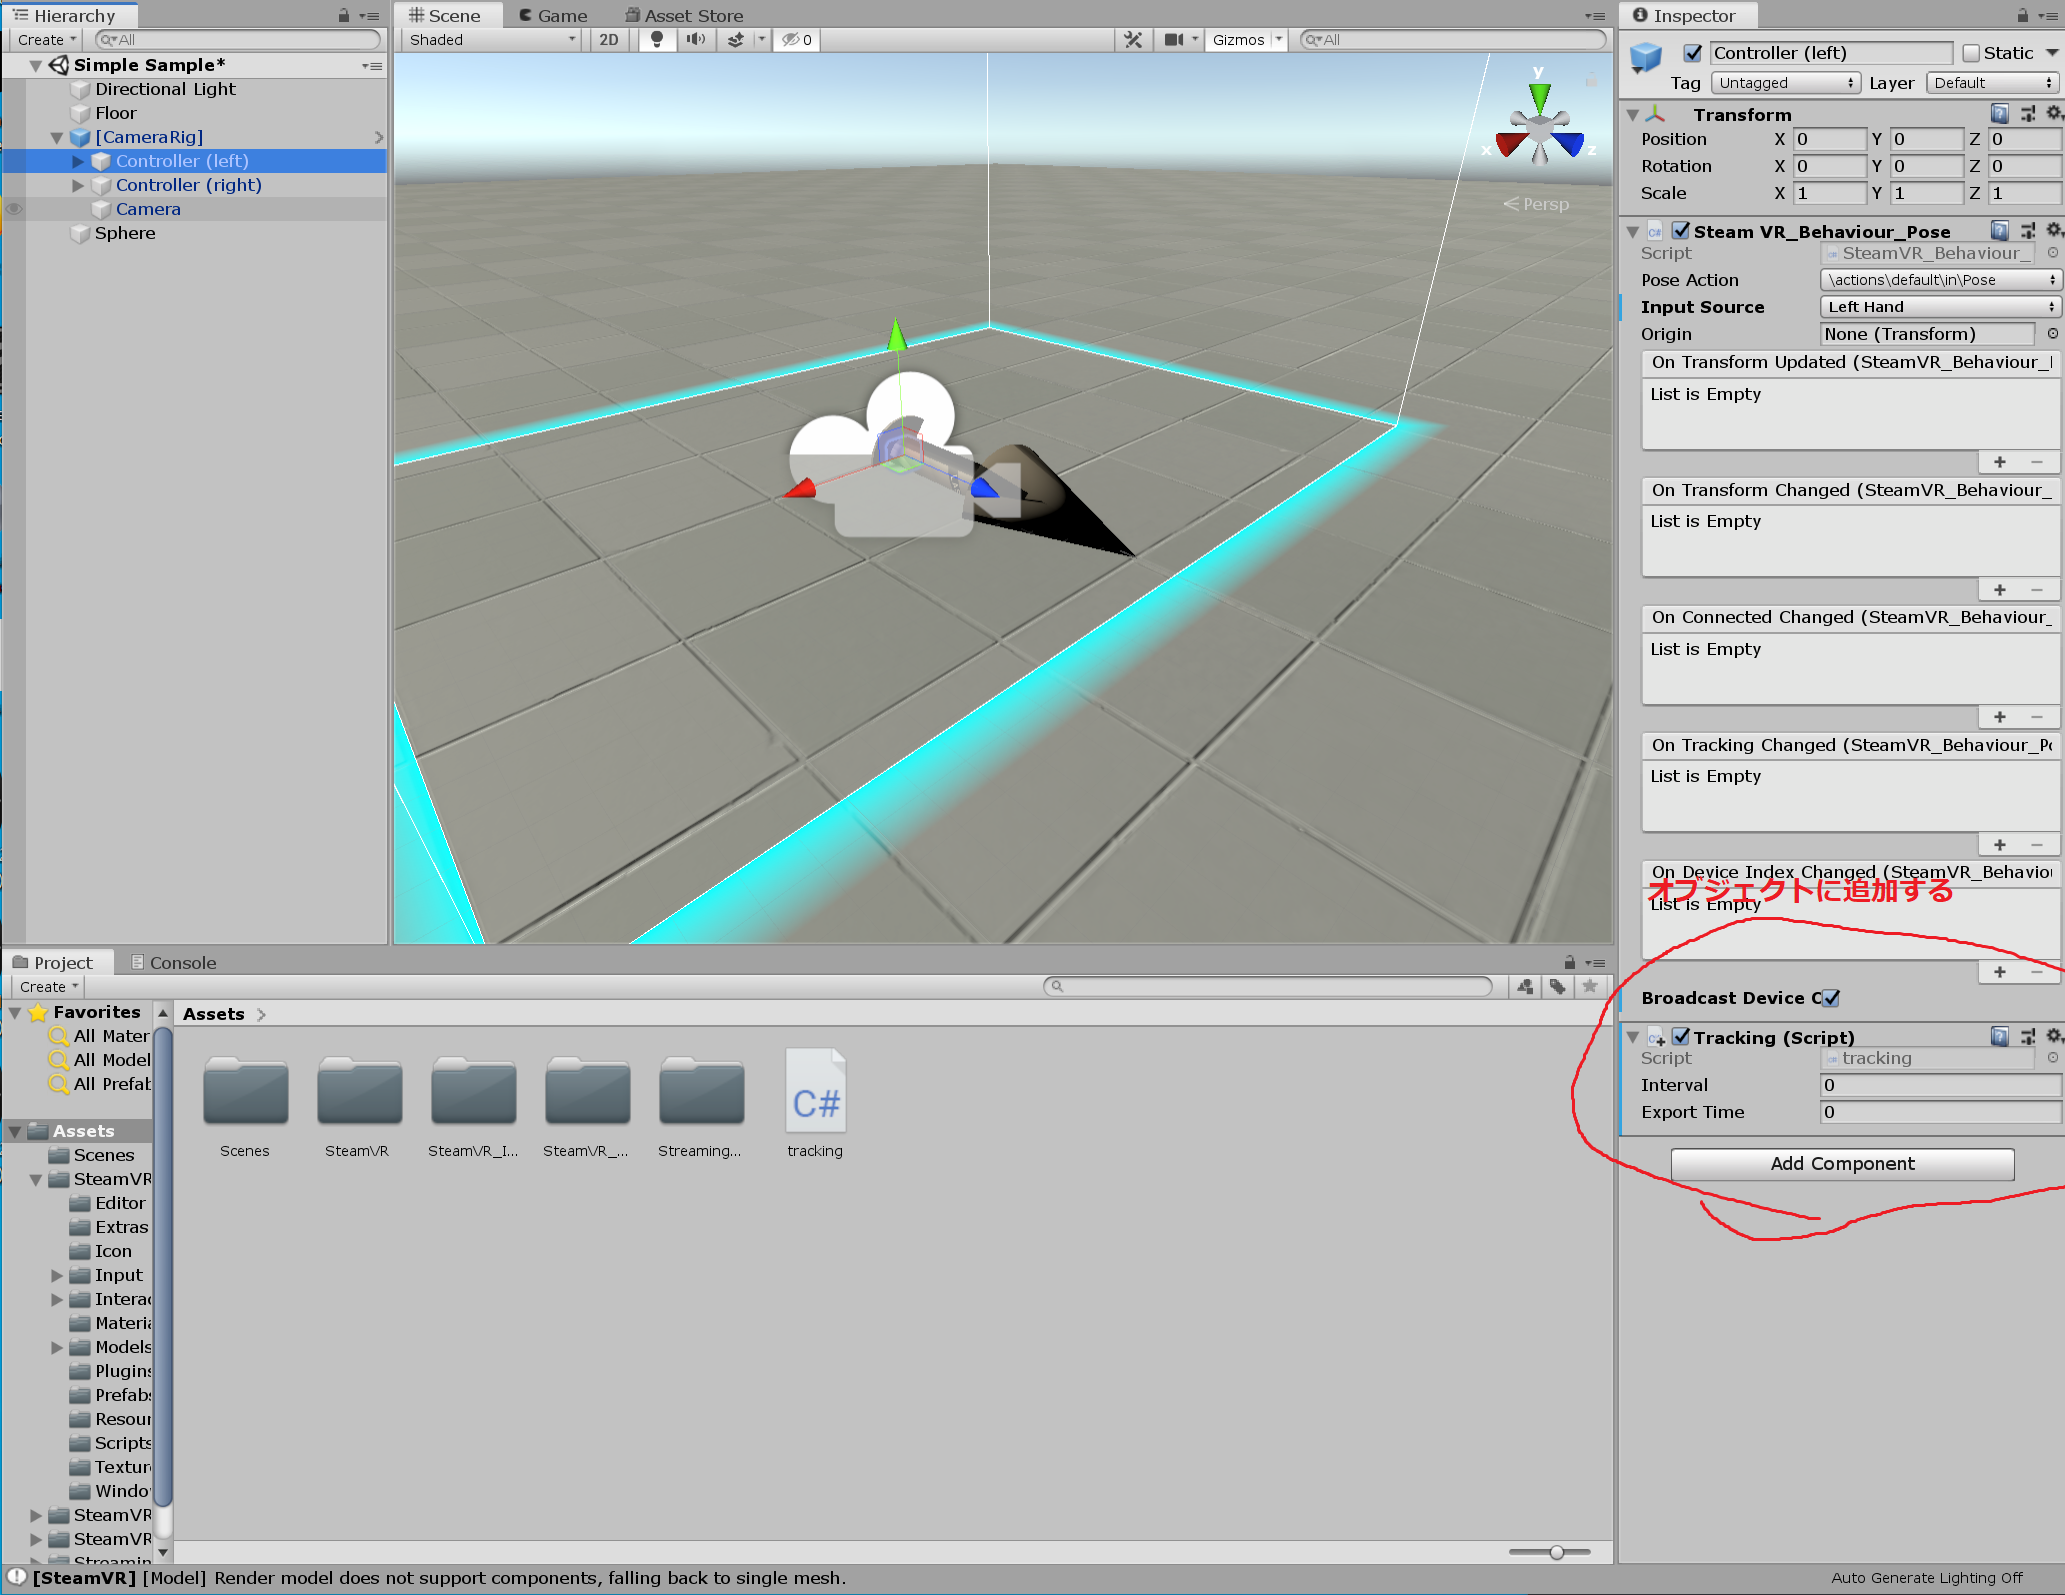 Hierarchy
Create
All
Simple Sample*
Directional Light
Floor
[CameraRig]
Controller (left)
Controller (right)
Camera
Sphere
Scene
Game
Asset Store
Shaded
2D
0
Gizmos
All
y
x
z
Persp
Inspector
Controller (left)
Static
Tag
Untagged
Layer
Default
Transform
Position X 0 Y 0 Z 0
Rotation X 0 Y 0 Z 0
Scale X 1 Y 1 Z 1
Steam VR_Behaviour_Pose
Script SteamVR_Behaviour_
Pose Action \actions\default\in\Pose
Input Source Left Hand
Origin None (Transform)
On Transform Updated (SteamVR_Behaviour_
List is Empty
+ −
On Transform Changed (SteamVR_Behaviour_
List is Empty
+ −
On Connected Changed (SteamVR_Behaviour_
List is Empty
+ −
On Tracking Changed (SteamVR_Behaviour_P
List is Empty
+ −
On Device Index Changed (SteamVR_Behavio
オブジェクトに追加する
List is Empty
+ −
Broadcast Device C
Tracking (Script)
Script tracking
Interval 0
Export Time 0
Add Component
Project
Console
Create
Favorites
All Mater
All Model
All Prefab
Assets
Scenes
SteamVR
Editor
Extras
Icon
Input
Interac
Materia
Models
Plugins
Prefabs
Resour
Scripts
Textur
Windo
SteamVR
SteamVR
Streamin
Assets
C#
Scenes
SteamVR
SteamVR_I...
SteamVR_...
Streaming...
tracking
[SteamVR] [Model] Render model does not support components, falling back to single mesh.
Auto Generate Lighting Off